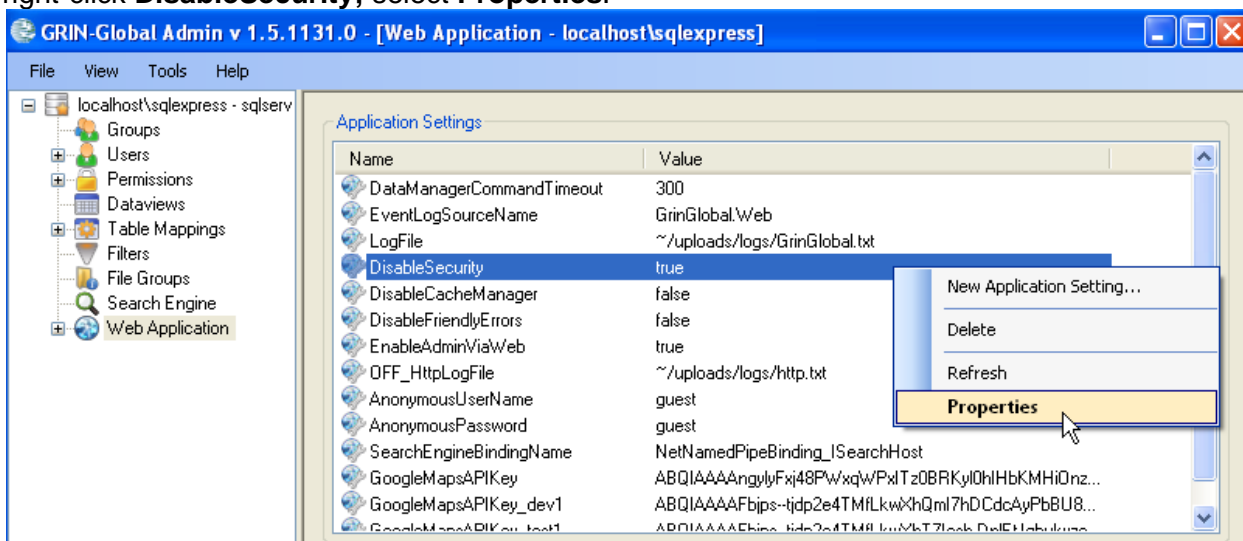 right-click DisableSecurity, select Properties.
GRIN-Global Admin v 1.5.1131.0 - [Web Application - localhost\sqlexpress]
File View Tools Help
localhost\sqlexpress - sqlserv
Groups
Users
Permissions
Dataviews
Table Mappings
Filters
File Groups
Search Engine
Web Application
Application Settings
Name Value
DataManagerCommandTimeout 300
EventLogSourceName GrinGlobal.Web
LogFile ~/uploads/logs/GrinGlobal.txt
DisableSecurity true
DisableCacheManager false
DisableFriendlyErrors false
EnableAdminViaWeb true
OFF_HttpLogFile ~/uploads/logs/http.txt
AnonymousUserName guest
AnonymousPassword guest
SearchEngineBindingName NetNamedPipeBinding_ISearchHost
GoogleMapsAPIKey
GoogleMapsAPIKey_dev1
GoogleMapsAPIKey_test1
New Application Setting...
Delete
Refresh
Properties